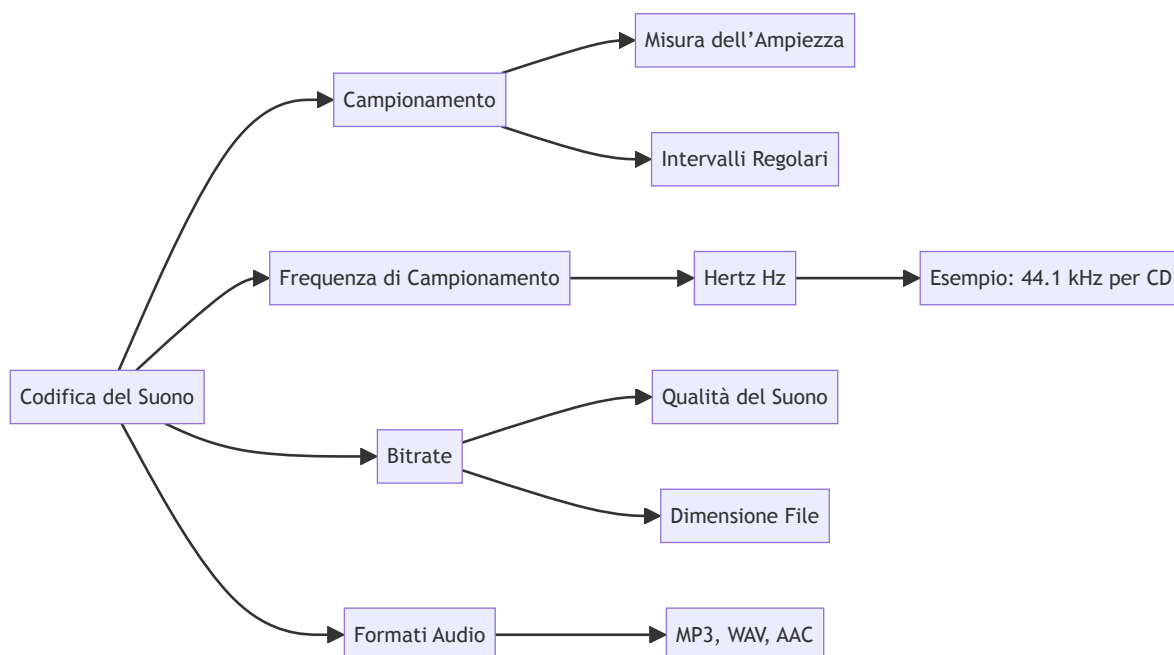 Misura dell’Ampiezza
Campionamento
Intervalli Regolari
Frequenza di Campionamento
Hertz Hz
Esempio: 44.1 kHz per CD
Codifica del Suono
Qualità del Suono
Bitrate
Dimensione File
Formati Audio
MP3, WAV, AAC